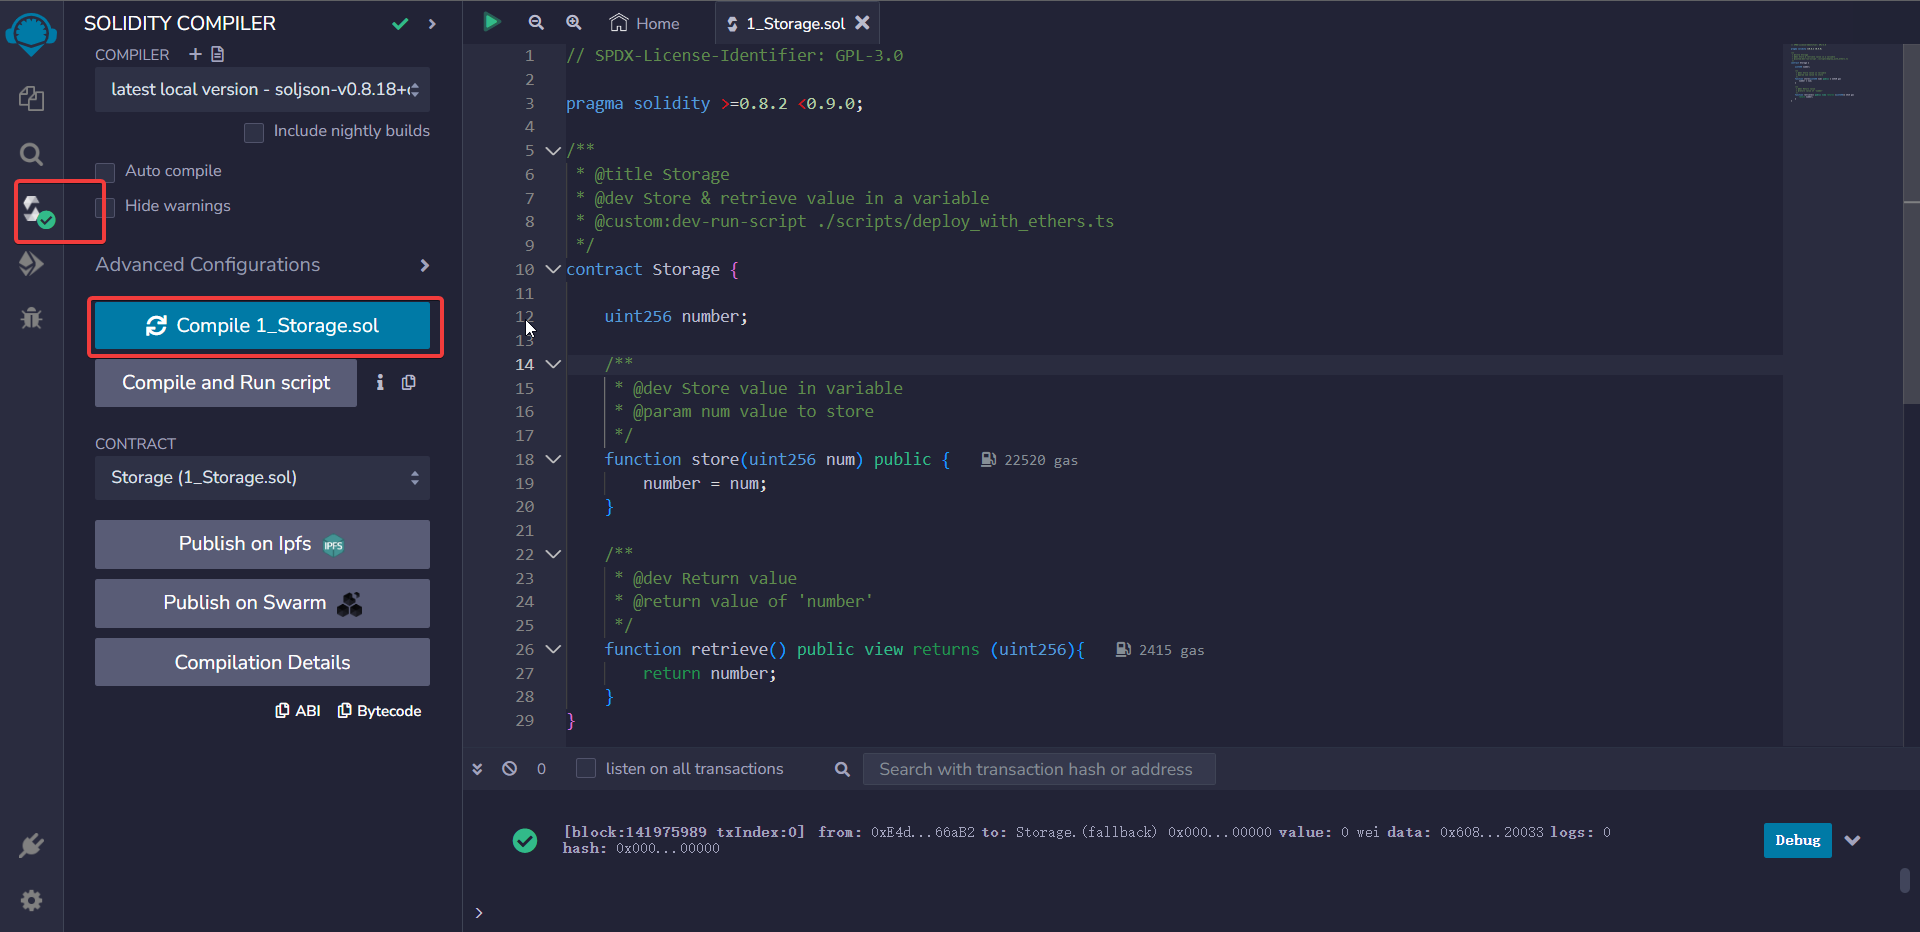 SOLIDITY COMPILER
COMPILER
latest local version - soljson-v0.8.18+
Include nightly builds
Auto compile
Hide warnings
Advanced Configurations
Compile 1_Storage.sol
Compile and Run script
CONTRACT
Storage (1_Storage.sol)
Publish on Ipfs
IPFS
Publish on Swarm
Compilation Details
ABI Bytecode
Home 1_Storage.sol
1 // SPDX-License-Identifier: GPL-3.0
2
3 pragma solidity >=0.8.2 <0.9.0;
4
5 /**
6 * @title Storage
7 * @dev Store & retrieve value in a variable
8 * @custom:dev-run-script ./scripts/deploy_with_ethers.ts
9 */
10 contract Storage {
11
12 uint256 number;
13
14 /**
15 * @dev Store value in variable
16 * @param num value to store
17 */
18 function store(uint256 num) public { 22520 gas
19 number = num;
20 }
21
22 /**
23 * @dev Return value
24 * @return value of 'number'
25 */
26 function retrieve() public view returns (uint256){ 2415 gas
27 return number;
28 }
29 }
0 listen on all transactions Search with transaction hash or address
[block:141975989 txIndex:0] from: 0xE4d...66aB2 to: Storage.(fallback) 0x000...00000 value: 0 wei data: 0x608...20033 logs: 0
hash: 0x000...00000
Debug
>